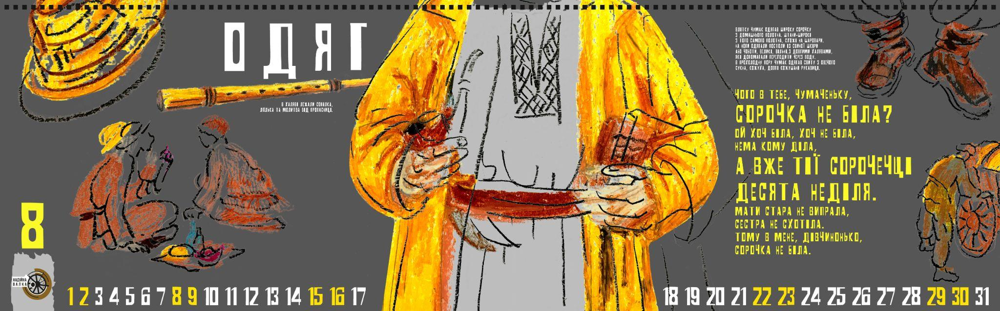 ОДЯГ
В ХАЛЯВІ ЛЕЖАЛИ СОПІЛКА,
ЛЮЛЬКА ТА МОЛИТВА ВІД ПРОПАСНИЦІ.
8
НАДІЙНА
ВАЛКА
1 2 3 4 5 6 7 8 9 10 11 12 13 14 15 16 17
ВЛІТКУ ЧУМАК ОДЯГАВ ШИРОКУ СОРОЧКУ
З ДОМАШНЬОГО ПОЛОТНА, ШТАНИ-ШИРОКІ
З ТОГО САМОГО ПОЛОТНА, СХОЖІ НА ШАРОВАРИ.
НА НОГИ ОДЯГАЛИ ПОСТОЛИ ІЗ СВИНОЇ ШКІРИ
АБО ЧОБОТИ, ВЕЛИКІ, ВІЛЬНІ,З ДОВГИМИ ХАЛЯВАМИ,
ЯКІ ДОПОМАГАЛИ ПЕРЕХОДИТИ ЧЕРЕЗ ВОДУ.
В ПРОХОЛОДНУ ПОРУ ЧУМАК ОДЯГАВ СВИТУ З ОВЕЧОГО
СУКНА, КОЖУХА, ДОВГІ КОЖУШАНІ РУКАВИЦІ.
ЧОГО В ТЕБЕ, ЧУМАЧЕНЬКУ,
СОРОЧКА НЕ БІЛА?
ОЙ ХОЧ БІЛА, ХОЧ НЕ БІЛА,
НЕМА КОМУ ДІЛА,
А ВЖЕ ТІЇ СОРОЧЕЧЦІ
ДЕСЯТА НЕДІЛЯ.
МАТИ СТАРА НЕ ВИПРАЛА,
СЕСТРА НЕ СХОТІЛА.
ТОМУ В МЕНЕ, ДІВЧИНОНЬКО,
СОРОЧКА НЕ БІЛА.
18 19 20 21 22 23 24 25 26 27 28 29 30 31